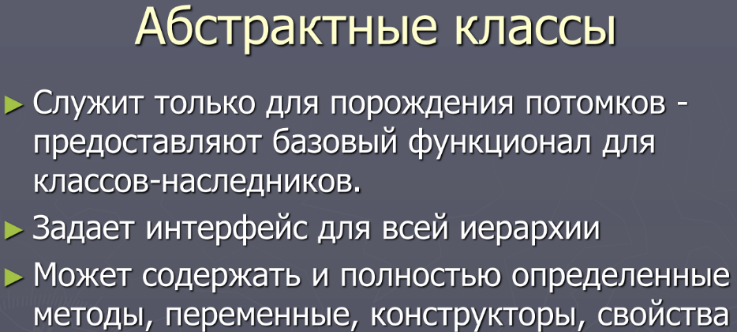 Абстрактные классы
► Служит только для порождения потомков -
предоставляют базовый функционал для
классов-наследников.
► Задает интерфейс для всей иерархии
► Может содержать и полностью определенные
методы, переменные, конструкторы, свойства